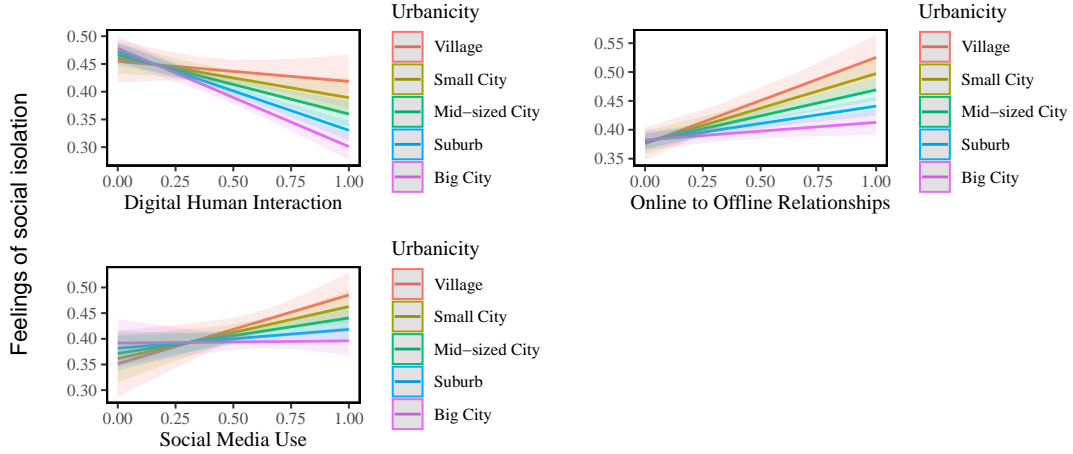 Feelings of social isolation
0.50
0.45
0.40
0.35
0.30
0.00 0.25 0.50 0.75 1.00
Digital Human Interaction
Urbanicity
Village
Small City
Mid−sized City
Suburb
Big City
0.55
0.50
0.45
0.40
0.35
0.00 0.25 0.50 0.75 1.00
Online to Offline Relationships
Urbanicity
Village
Small City
Mid−sized City
Suburb
Big City
0.50
0.45
0.40
0.35
0.30
0.00 0.25 0.50 0.75 1.00
Social Media Use
Urbanicity
Village
Small City
Mid−sized City
Suburb
Big City